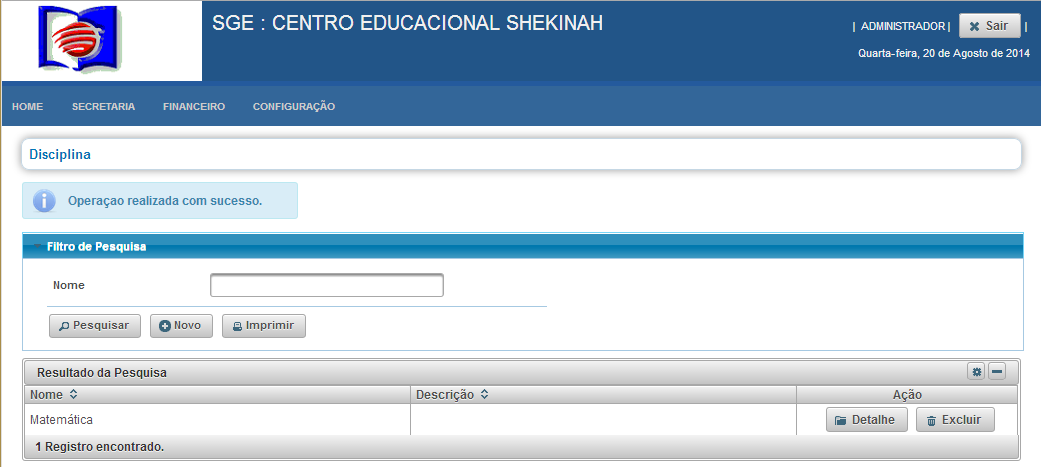 SGE : CENTRO EDUCACIONAL SHEKINAH
| ADMINISTRADOR | Sair |
Quarta-feira, 20 de Agosto de 2014
HOME SECRETARIA FINANCEIRO CONFIGURAÇÃO
Disciplina
Operaçao realizada com sucesso.
Filtro de Pesquisa
Nome
Pesquisar Novo Imprimir
Resultado da Pesquisa
Nome Descrição Ação
Matemática Detalhe Excluir
1 Registro encontrado.